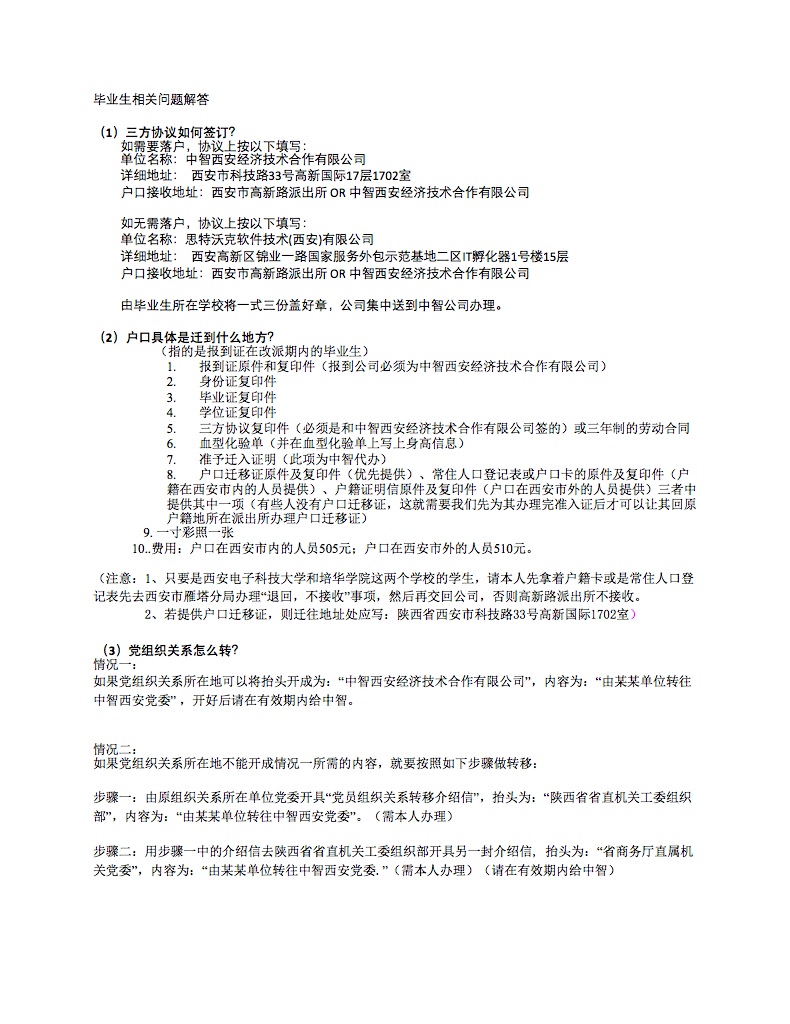 毕业生相关问题解答
（1）三方协议如何签订？
如需要落户，协议上按以下填写：
单位名称：中智西安经济技术合作有限公司
详细地址： 西安市科技路33号高新国际17层1702室
户口接收地址：西安市高新路派出所 OR 中智西安经济技术合作有限公司
如无需落户，协议上按以下填写：
单位名称：思特沃克软件技术(西安)有限公司
详细地址： 西安高新区锦业一路国家服务外包示范基地二区IT孵化器1号楼15层
户口接收地址：西安市高新路派出所 OR 中智西安经济技术合作有限公司
由毕业生所在学校将一式三份盖好章，公司集中送到中智公司办理。
（2）户口具体是迁到什么地方？
（指的是报到证在改派期内的毕业生）
1. 报到证原件和复印件（报到公司必须为中智西安经济技术合作有限公司）
2. 身份证复印件
3. 毕业证复印件
4. 学位证复印件
5. 三方协议复印件（必须是和中智西安经济技术合作有限公司签的）或三年制的劳动合同
6. 血型化验单（并在血型化验单上写上身高信息）
7. 准予迁入证明（此项为中智代办）
8. 户口迁移证原件及复印件（优先提供）、常住人口登记表或户口卡的原件及复印件（户
籍在西安市内的人员提供）、户籍证明信原件及复印件（户口在西安市外的人员提供）三者中
提供其中一项（有些人没有户口迁移证，这就需要我们先为其办理完准入证后才可以让其回原
户籍地所在派出所办理户口迁移证）
9. 一寸彩照一张
10..费用：户口在西安市内的人员505元；户口在西安市外的人员510元。
（注意：1、只要是西安电子科技大学和培华学院这两个学校的学生，请本人先拿着户籍卡或是常住人口登
记表先去西安市雁塔分局办理“退回，不接收”事项，然后再交回公司，否则高新路派出所不接收。
2、若提供户口迁移证，则迁往地址处应写：陕西省西安市科技路33号高新国际1702室）
（3）党组织关系怎么转？
情况一：
如果党组织关系所在地可以将抬头开成为：“中智西安经济技术合作有限公司”，内容为：“由某某单位转往
中智西安党委”，开好后请在有效期内给中智。
情况二：
如果党组织关系所在地不能开成情况一所需的内容，就要按照如下步骤做转移：
步骤一：由原组织关系所在单位党委开具“党员组织关系转移介绍信”，抬头为：“陕西省省直机关工委组织
部”，内容为：“由某某单位转往中智西安党委”。（需本人办理）
步骤二：用步骤一中的介绍信去陕西省省直机关工委组织部开具另一封介绍信，抬头为：“省商务厅直属机
关党委”，内容为：“由某某单位转往中智西安党委.”（需本人办理）（请在有效期内给中智）